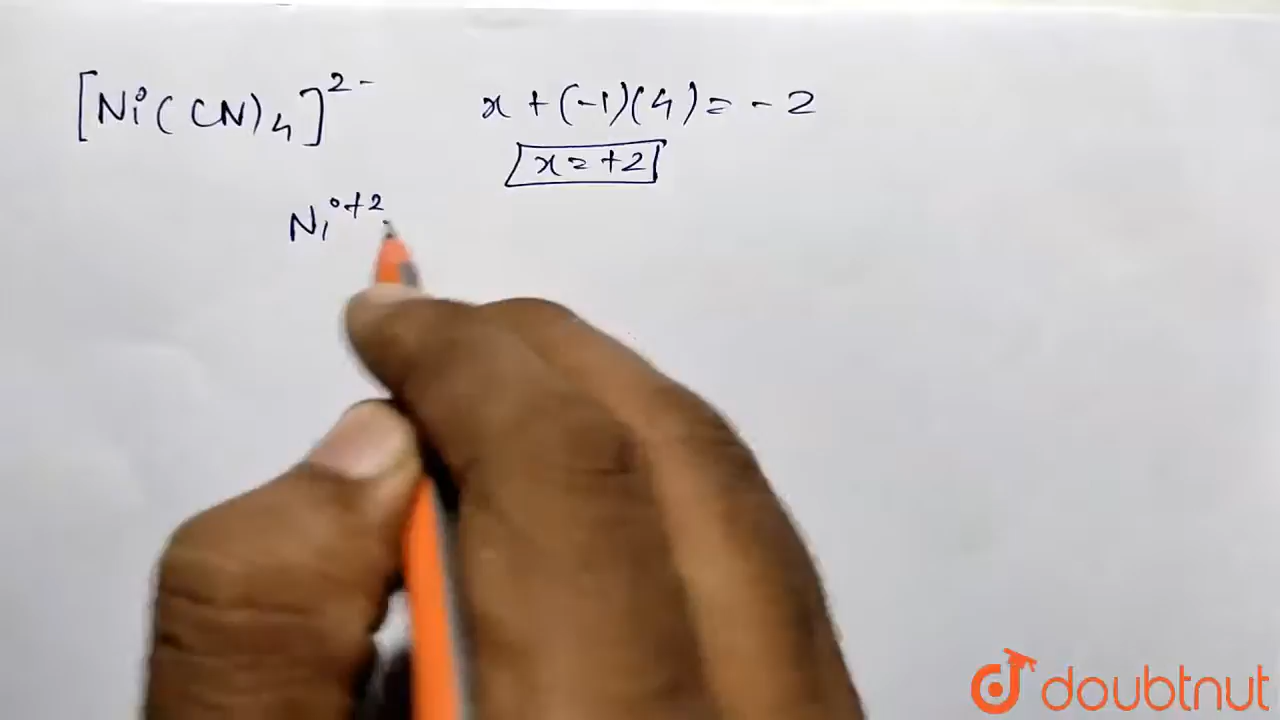 [Ni(CN)4]2-
x + (-1)(4) = -2
x = +2
Ni+2
doubtnut